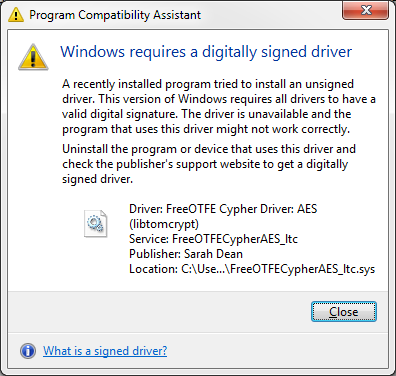 Program Compatibility Assistant
Windows requires a digitally signed driver
A recently installed program tried to install an unsigned
driver. This version of Windows requires all drivers to have a
valid digital signature. The driver is unavailable and the
program that uses this driver might not work correctly.
Uninstall the program or device that uses this driver and
check the publisher's support website to get a digitally
signed driver.
Driver: FreeOTFE Cypher Driver: AES
(libtomcrypt)
Service: FreeOTFECypherAES_ltc
Publisher: Sarah Dean
Location: C:\Use...\FreeOTFECypherAES_ltc.sys
Close
What is a signed driver?